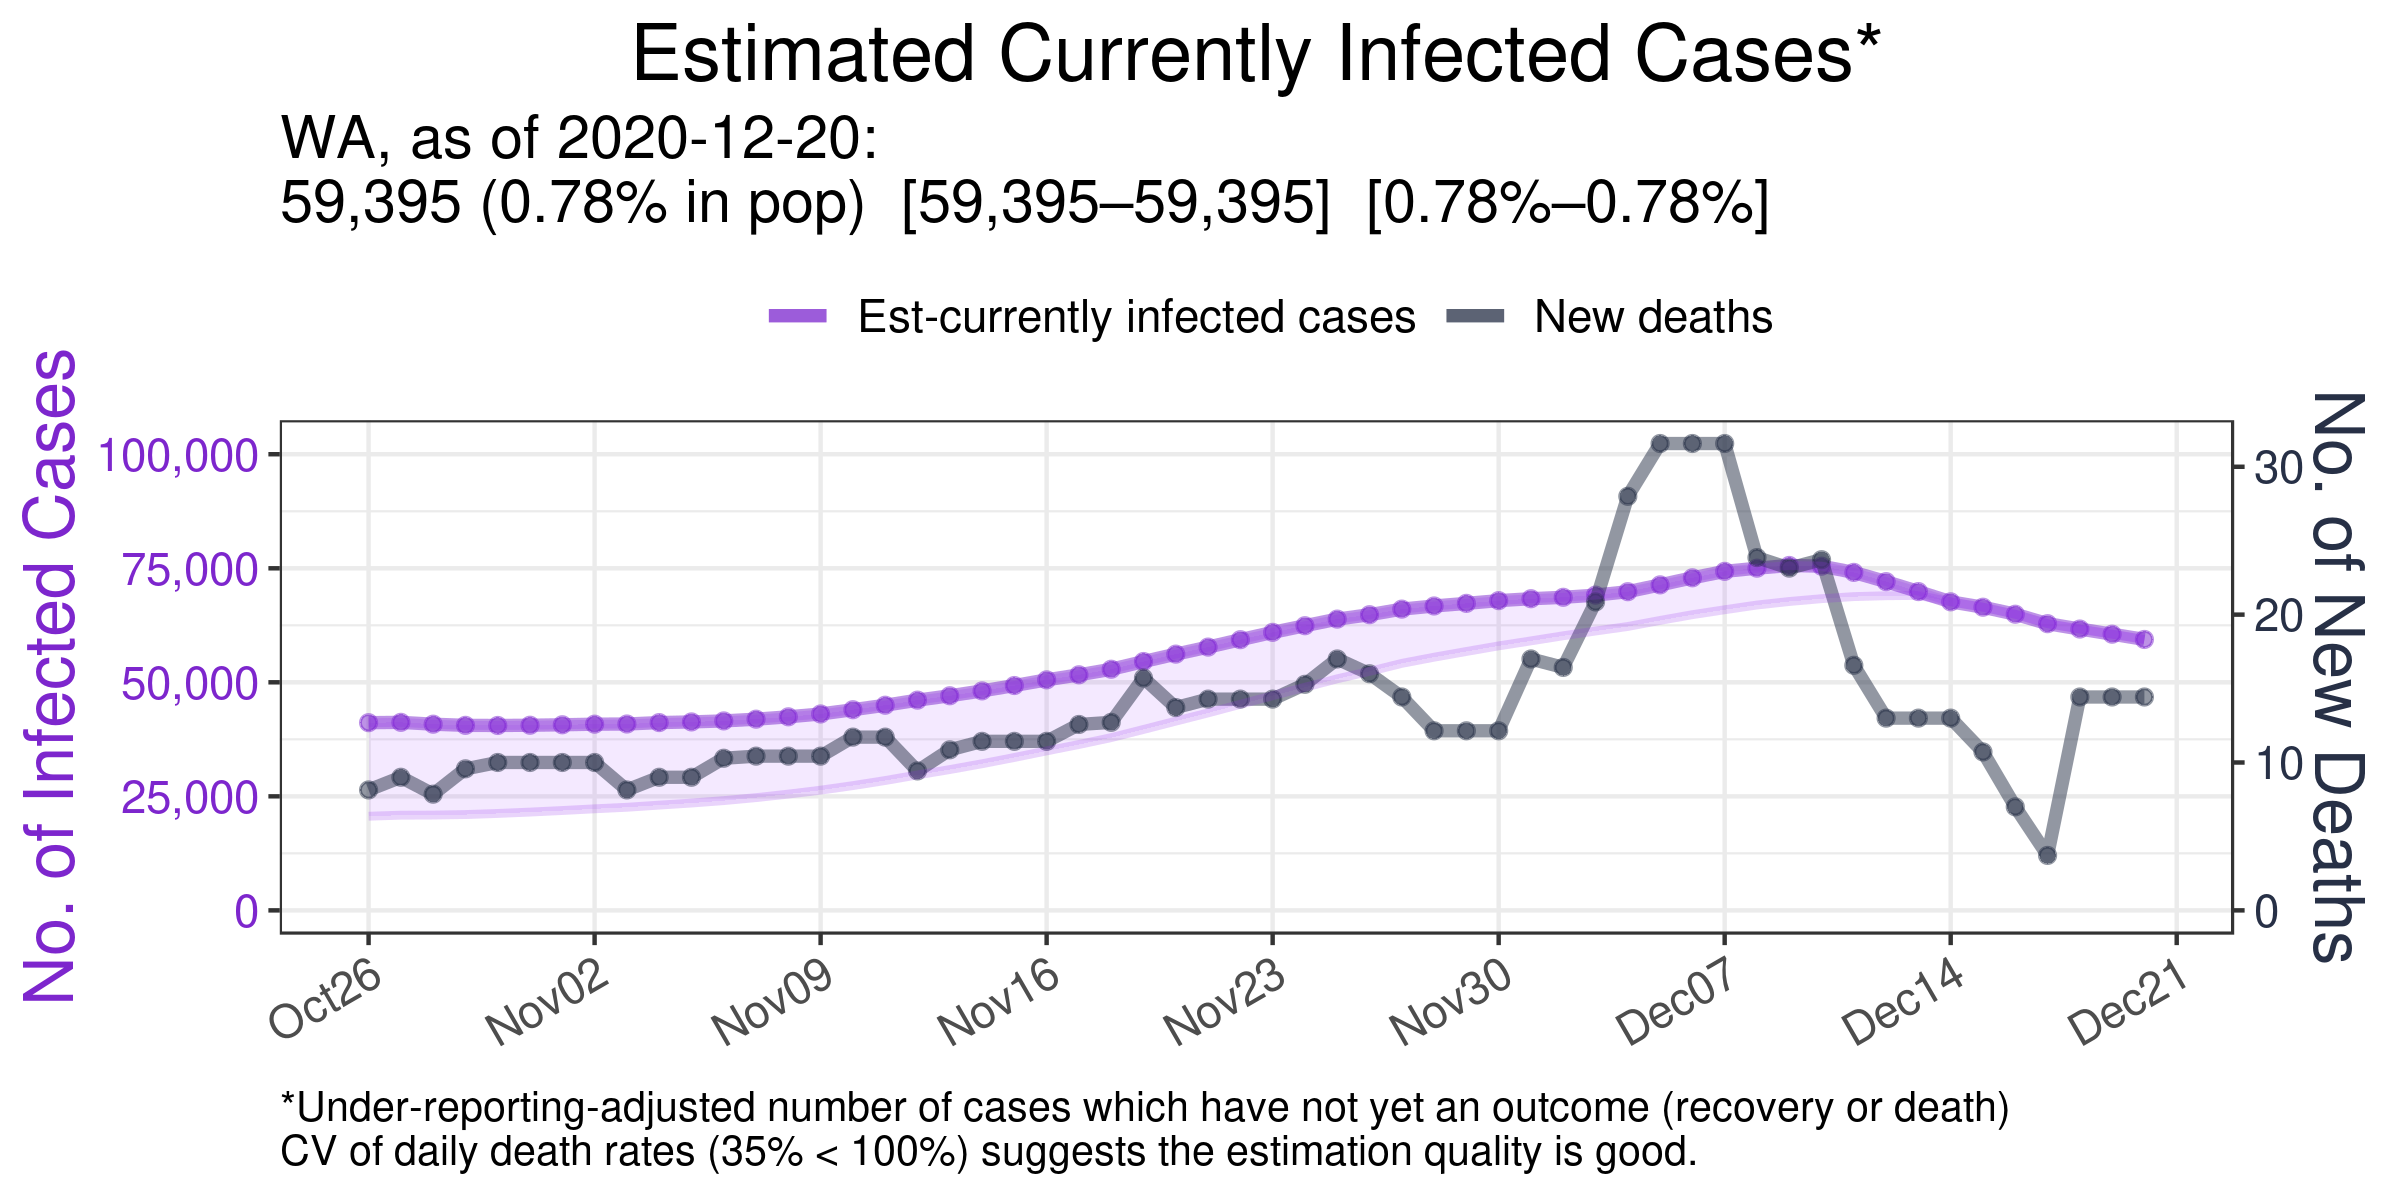 Estimated Currently Infected Cases*
WA, as of 2020-12-20:
59,395 (0.78% in pop)  [59,395–59,395]  [0.78%–0.78%]
Est-currently infected cases
New deaths
No. of Infected Cases
100,000
75,000
50,000
25,000
0
30
20
10
0
No. of New Deaths
Oct26
Nov02
Nov09
Nov16
Nov23
Nov30
Dec07
Dec14
Dec21
*Under-reporting-adjusted number of cases which have not yet an outcome (recovery or death)
CV of daily death rates (35% < 100%) suggests the estimation quality is good.